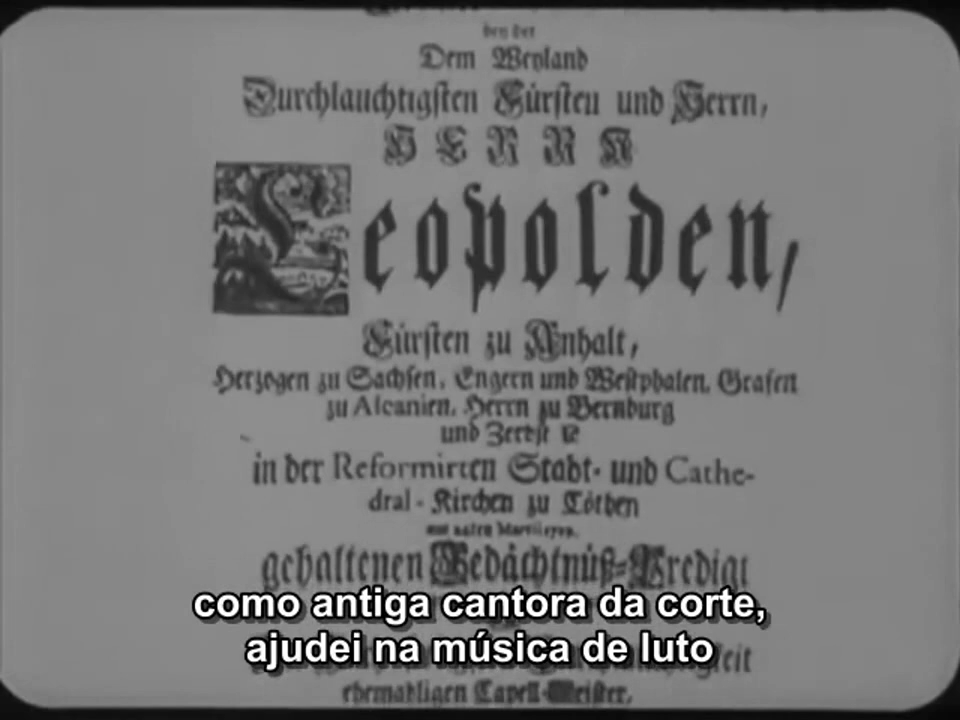 bey der
Dem Weyland
Durchlauchtigsten Fürsten und Herrn,
HERRN
Leopolden,
Fürsten zu Anhalt,
Hertzogen zu Sachsen, Engern und Westphalen, Grafen
zu Ascanien, Herrn zu Bernburg
und Zerbst
in der Reformirten Stadt- und Cathe-
dral-Kirchen zu Cöthen
gehaltenen Gedächtnüß-Predigt
como antiga cantora da corte,
ajudei na música de luto
ehemahligen Capell-Meister.